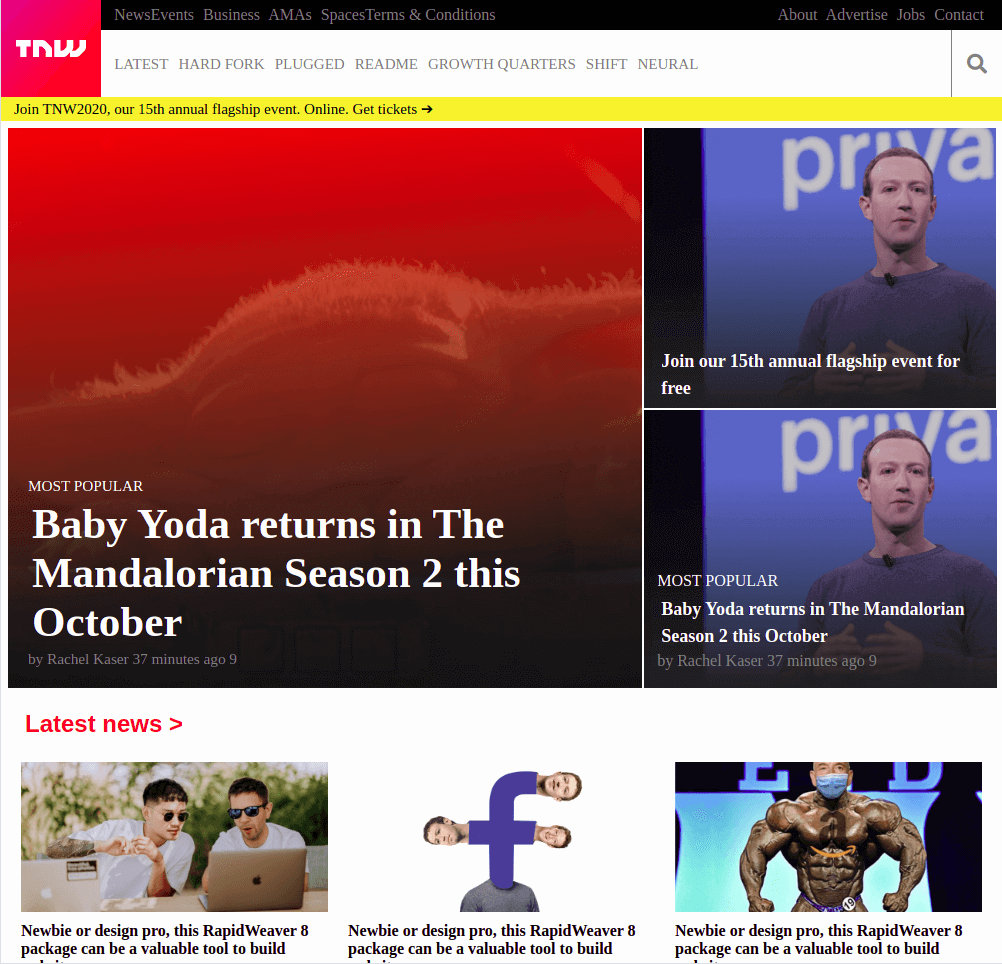 NewsEvents Business AMAs SpacesTerms & Conditions
About Advertise Jobs Contact
TNW
LATEST HARD FORK PLUGGED README GROWTH QUARTERS SHIFT NEURAL
Join TNW2020, our 15th annual flagship event. Online. Get tickets ➔
priva
Join our 15th annual flagship event for
free
MOST POPULAR
Baby Yoda returns in The
Mandalorian Season 2 this
October
by Rachel Kaser 37 minutes ago 9
priva
MOST POPULAR
Baby Yoda returns in The Mandalorian
Season 2 this October
by Rachel Kaser 37 minutes ago 9
Latest news >
E D
a
19
Newbie or design pro, this RapidWeaver 8
package can be a valuable tool to build
Newbie or design pro, this RapidWeaver 8
package can be a valuable tool to build
Newbie or design pro, this RapidWeaver 8
package can be a valuable tool to build